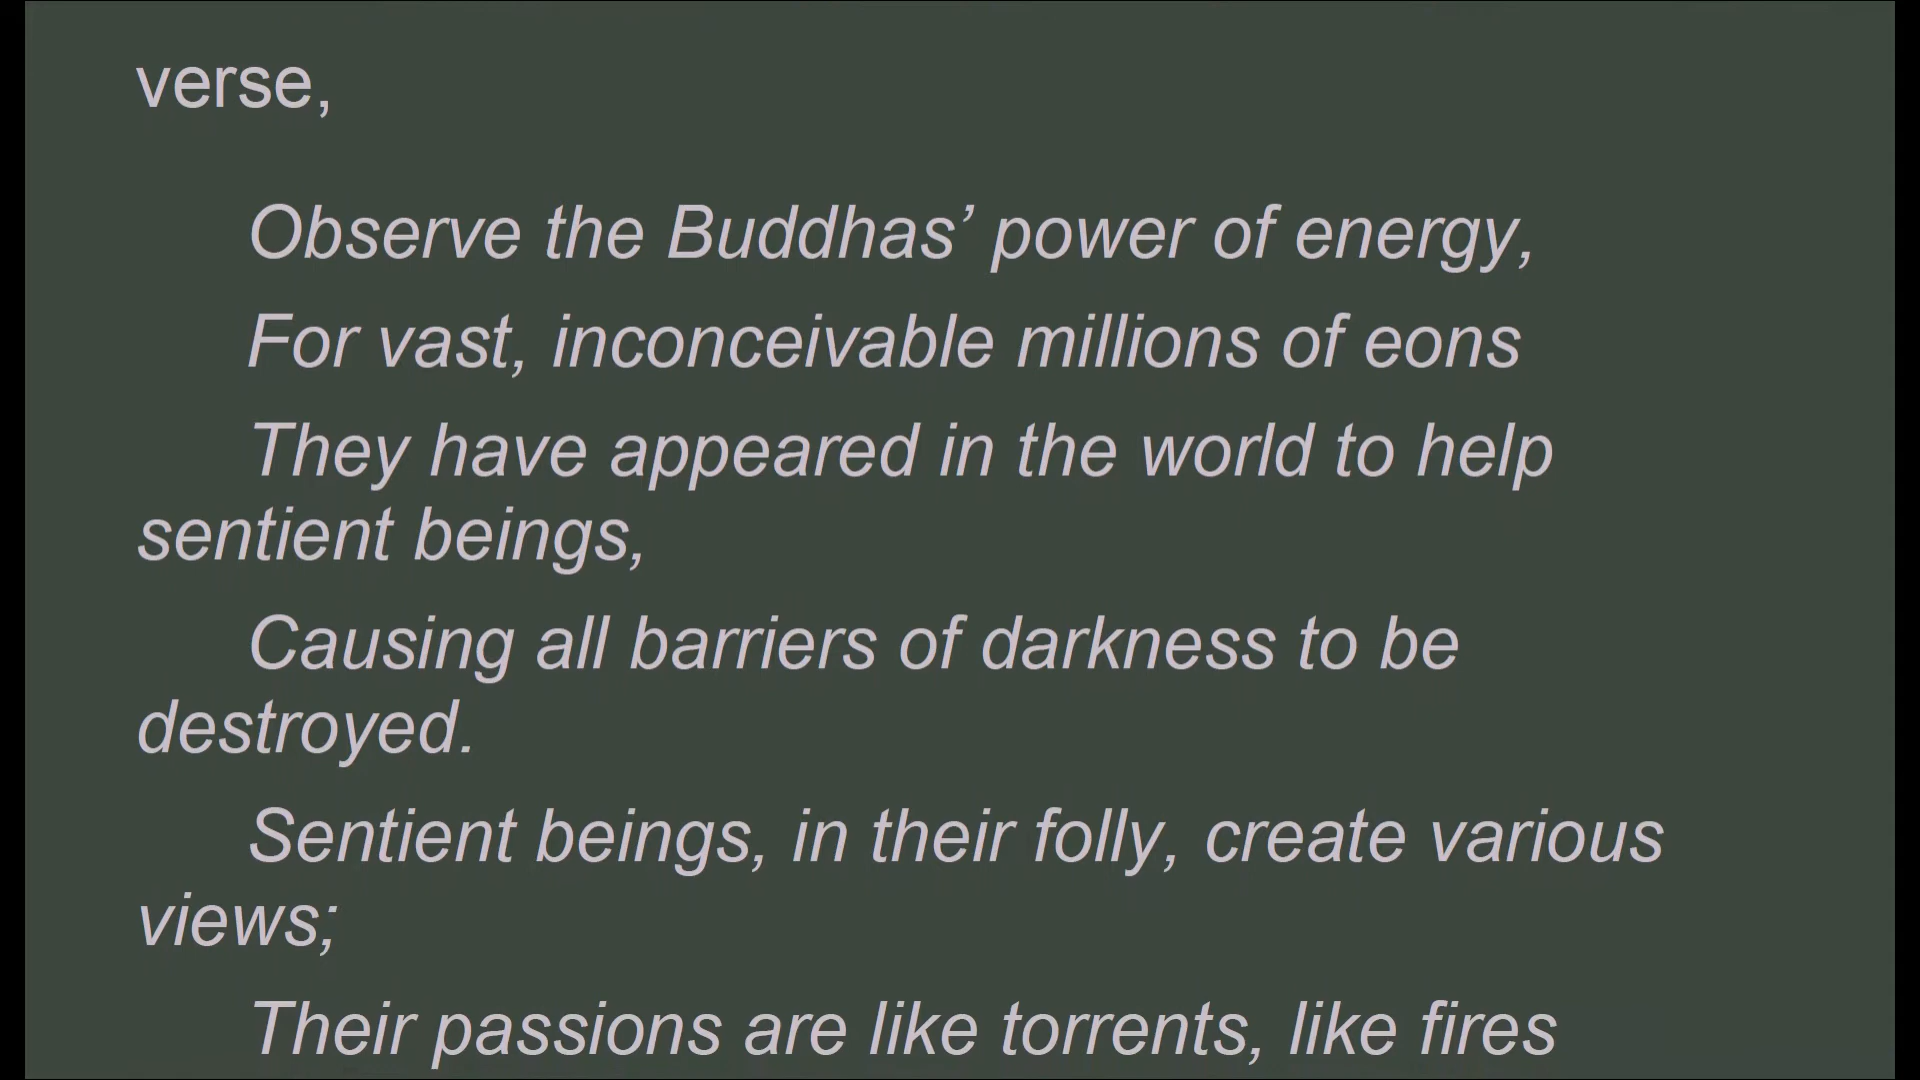 verse,
Observe the Buddhas’ power of energy,
For vast, inconceivable millions of eons
They have appeared in the world to help
sentient beings,
Causing all barriers of darkness to be
destroyed.
Sentient beings, in their folly, create various
views;
Their passions are like torrents, like fires